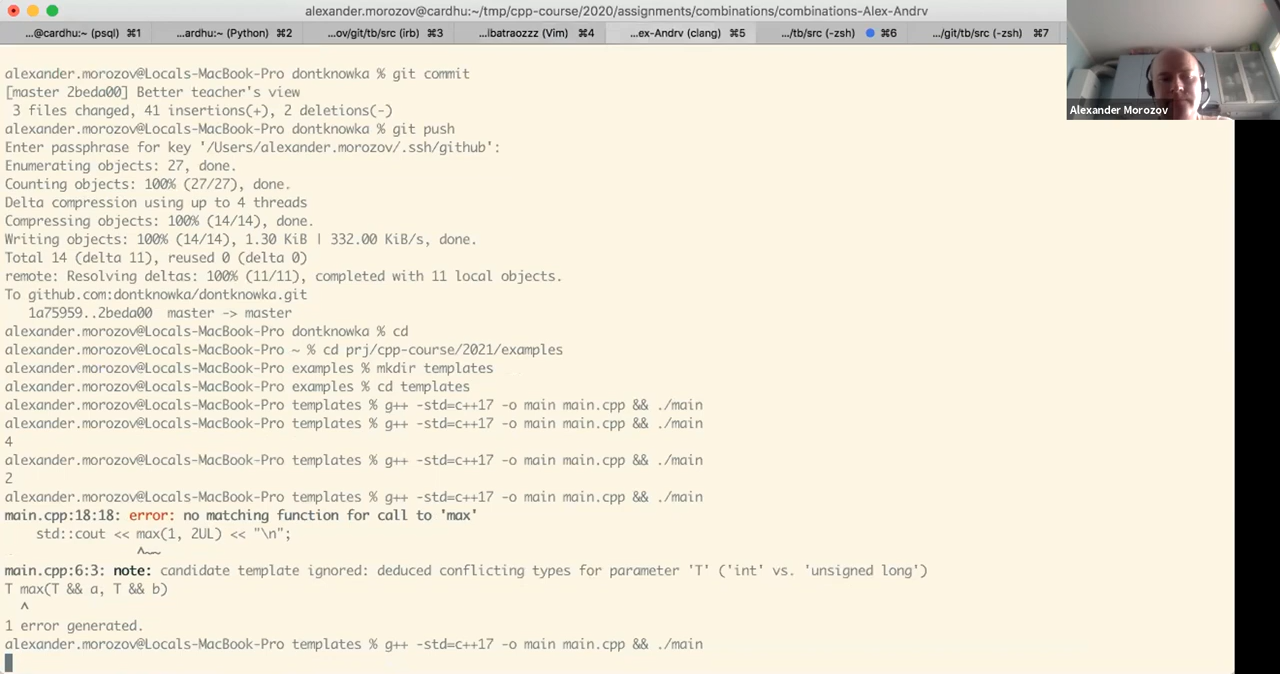 alexander.morozov@cardhu:~/tmp/cpp-course/2020/assignments/combinations/combinations-Alex-Andrv
...@cardhu:~ (psql) ⌘1 ...ardhu:~ (Python) ⌘2 ...ov/git/tb/src (irb) ⌘3 ...ibatraozzz (Vim) ⌘4 ...ex-Andrv (clang) ⌘5 .../tb/src (-zsh) ⌘6 .../git/tb/src (-zsh) ⌘7
alexander.morozov@Locals-MacBook-Pro dontknowka % git commit
[master 2beda00] Better teacher's view
 3 files changed, 41 insertions(+), 2 deletions(-)
alexander.morozov@Locals-MacBook-Pro dontknowka % git push
Enter passphrase for key '/Users/alexander.morozov/.ssh/github':
Enumerating objects: 27, done.
Counting objects: 100% (27/27), done.
Delta compression using up to 4 threads
Compressing objects: 100% (14/14), done.
Writing objects: 100% (14/14), 1.30 KiB | 332.00 KiB/s, done.
Total 14 (delta 11), reused 0 (delta 0)
remote: Resolving deltas: 100% (11/11), completed with 11 local objects.
To github.com:dontknowka/dontknowka.git
   1a75959..2beda00  master -> master
alexander.morozov@Locals-MacBook-Pro dontknowka % cd
alexander.morozov@Locals-MacBook-Pro ~ % cd prj/cpp-course/2021/examples
alexander.morozov@Locals-MacBook-Pro examples % mkdir templates
alexander.morozov@Locals-MacBook-Pro examples % cd templates
alexander.morozov@Locals-MacBook-Pro templates % g++ -std=c++17 -o main main.cpp && ./main
alexander.morozov@Locals-MacBook-Pro templates % g++ -std=c++17 -o main main.cpp && ./main
4
alexander.morozov@Locals-MacBook-Pro templates % g++ -std=c++17 -o main main.cpp && ./main
2
alexander.morozov@Locals-MacBook-Pro templates % g++ -std=c++17 -o main main.cpp && ./main
main.cpp:18:18: error: no matching function for call to 'max'
    std::cout << max(1, 2UL) << "\n";
                 ^~~
main.cpp:6:3: note: candidate template ignored: deduced conflicting types for parameter 'T' ('int' vs. 'unsigned long')
T max(T && a, T && b)
  ^
1 error generated.
alexander.morozov@Locals-MacBook-Pro templates % g++ -std=c++17 -o main main.cpp && ./main
Alexander Morozov